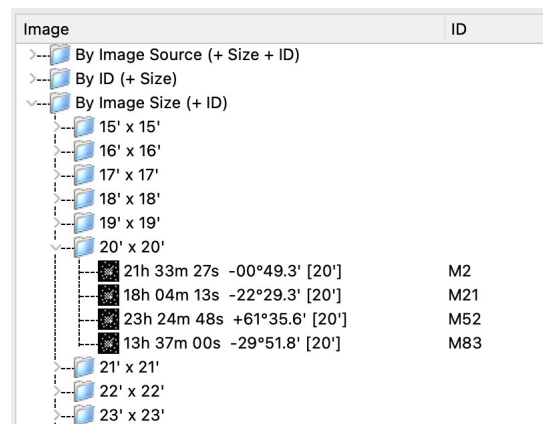 Image ID
By Image Source (+ Size + ID)
By ID (+ Size)
By Image Size (+ ID)
15' x 15'
16' x 16'
17' x 17'
18' x 18'
19' x 19'
20' x 20'
21h 33m 27s -00°49.3' [20'] M2
18h 04m 13s -22°29.3' [20'] M21
23h 24m 48s +61°35.6' [20'] M52
13h 37m 00s -29°51.8' [20'] M83
21' x 21'
22' x 22'
23' x 23'